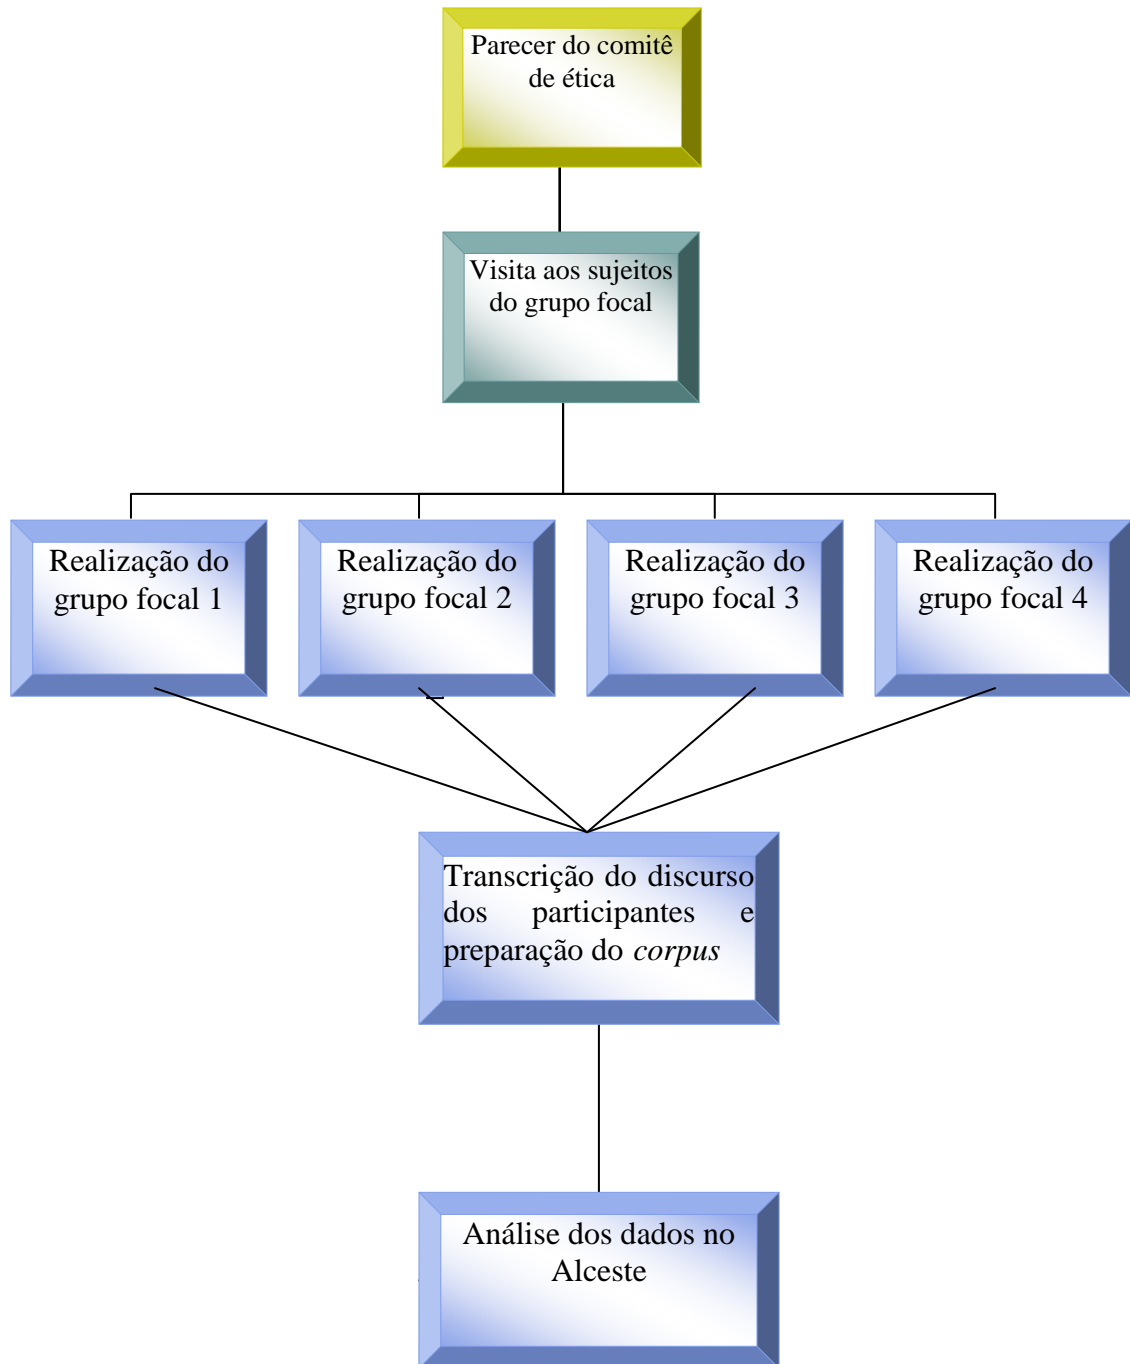 Parecer do comitê
de ética
Visita aos sujeitos
do grupo focal
Realização do
grupo focal 1
Realização do
grupo focal 2
Realização do
grupo focal 3
Realização do
grupo focal 4
Transcrição do discurso
dos participantes e
preparação do corpus
Análise dos dados no
Alceste